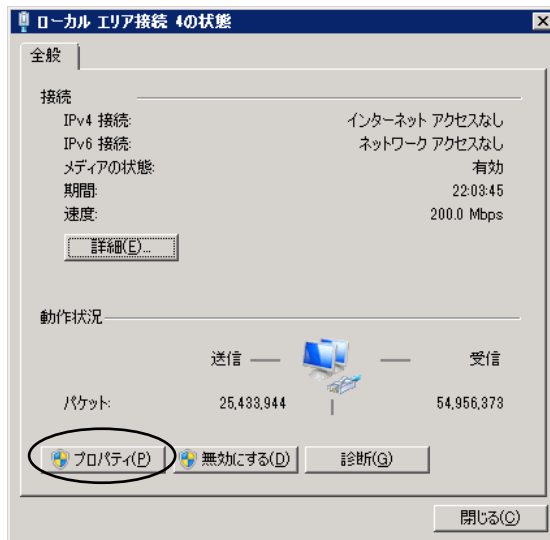 ローカル エリア接続 4の状態
全般
接続
IPv4 接続: インターネット アクセスなし
IPv6 接続: ネットワーク アクセスなし
メディアの状態: 有効
期間: 22:03:45
速度: 200.0 Mbps
詳細(E)...
動作状況
送信 受信
パケット: 25,433,944 54,956,373
プロパティ(P) 無効にする(D) 診断(G)
閉じる(C)